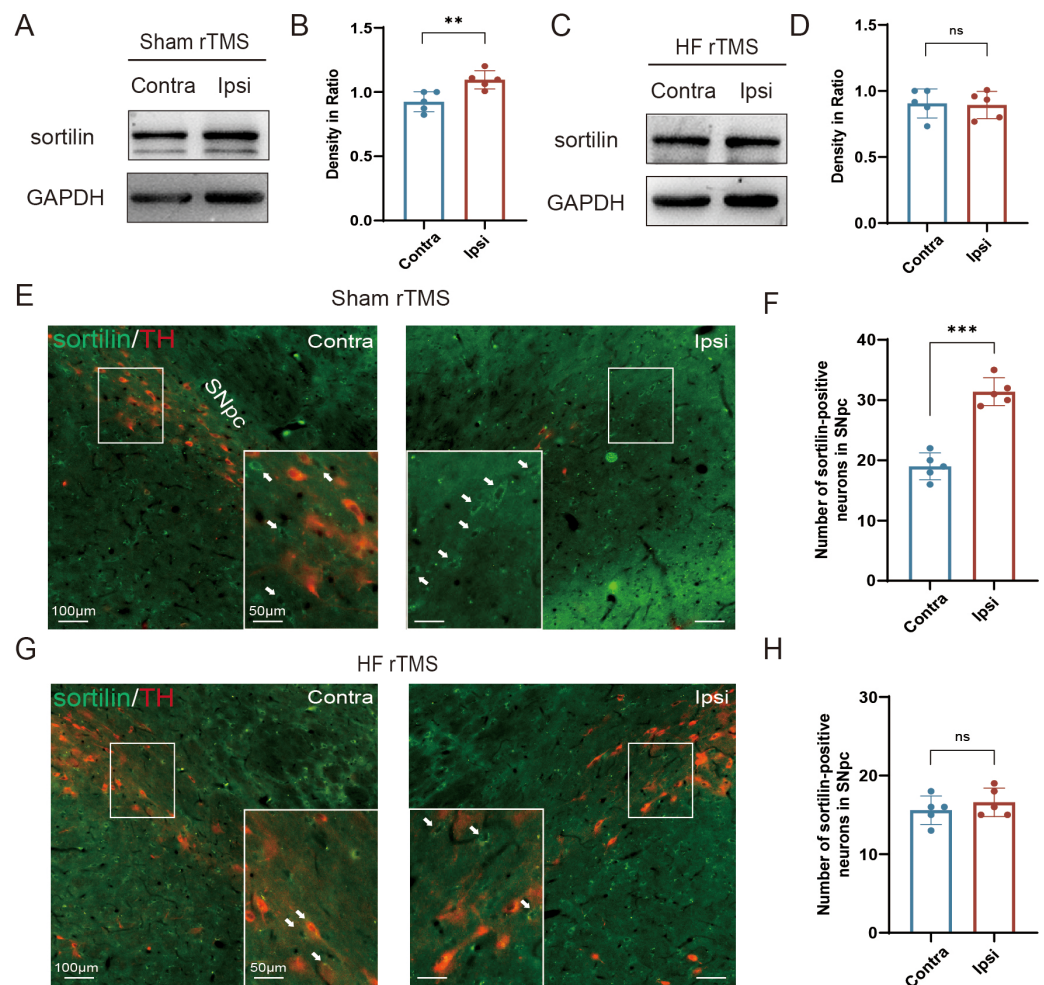 A
Sham rTMS
Contra Ipsi
sortilin
GAPDH
B
**
1.5
1.0
0.5
0.0
Density in Ratio
Contra
Ipsi
C
HF rTMS
Contra Ipsi
sortilin
GAPDH
D
ns
1.5
1.0
0.5
0.0
Density in Ratio
Contra
Ipsi
E
Sham rTMS
sortilin/TH
Contra
SNpc
100μm
50μm
Ipsi
F
***
40
30
20
10
0
Number of sortilin-positive
neurons in SNpc
Contra
Ipsi
G
HF rTMS
sortilin/TH
Contra
100μm
50μm
Ipsi
H
ns
30
20
10
0
Number of sortilin-positive
neurons in SNpc
Contra
Ipsi